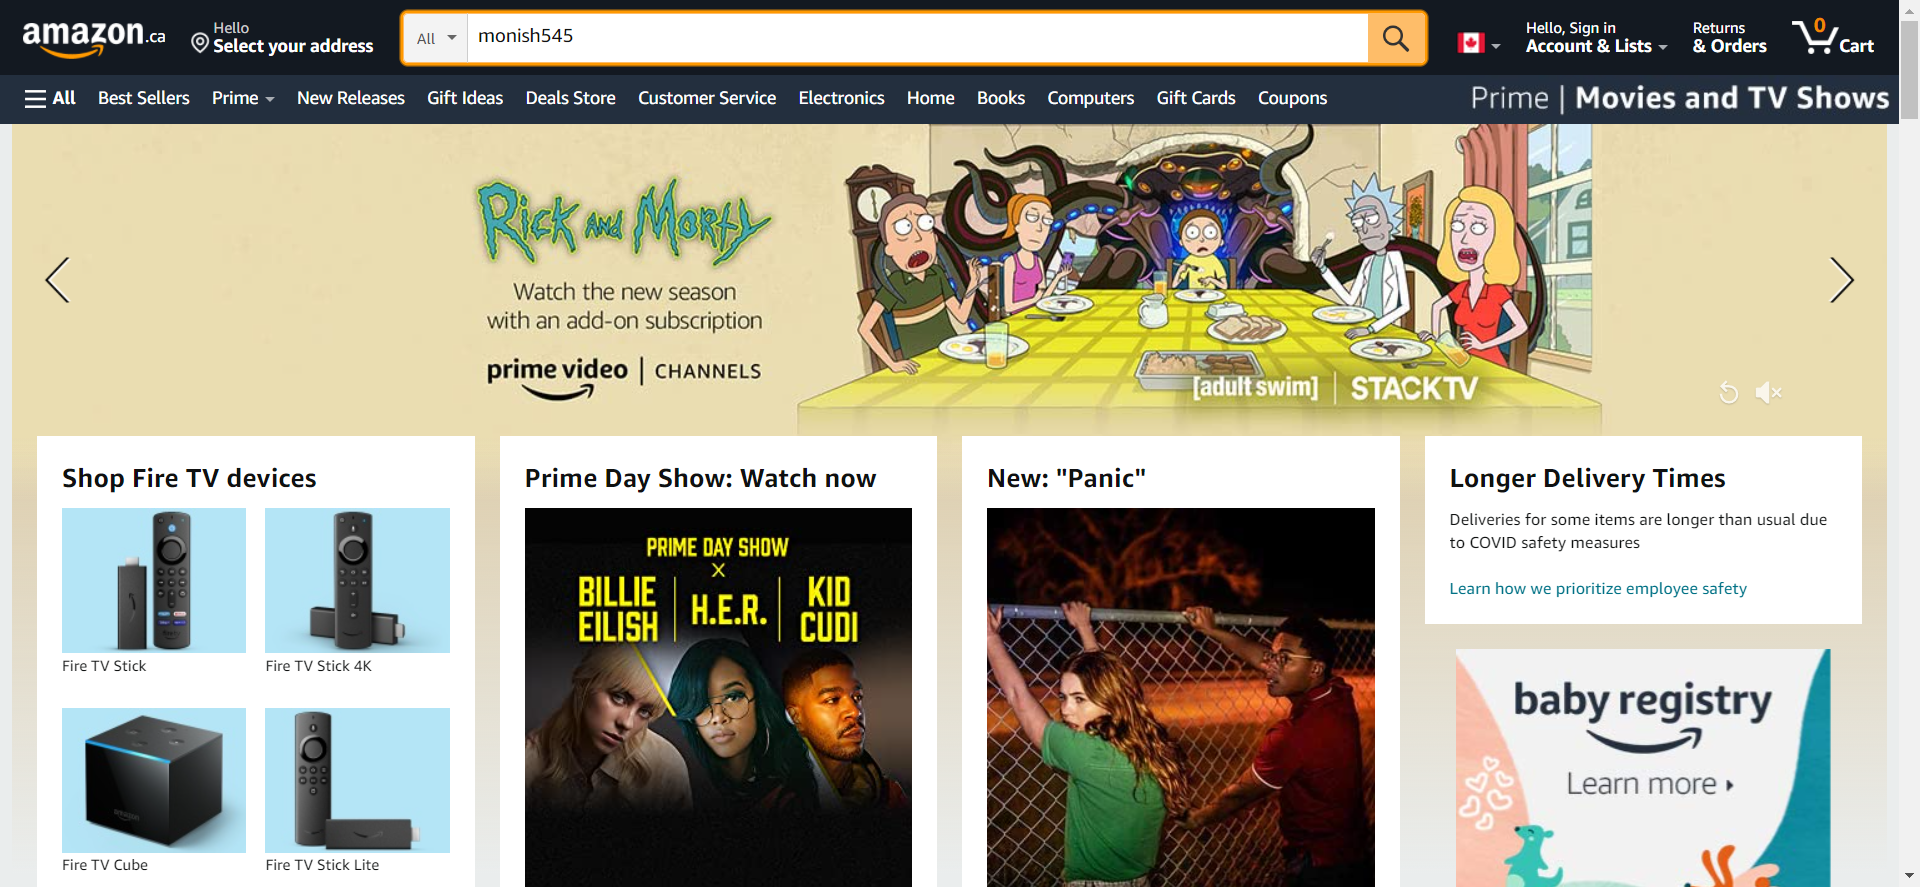 amazon.ca
Hello
Select your address
All
monish545
Hello, Sign in
Account & Lists
Returns
& Orders
0
Cart
All
Best Sellers
Prime
New Releases
Gift Ideas
Deals Store
Customer Service
Electronics
Home
Books
Computers
Gift Cards
Coupons
Prime | Movies and TV Shows
Rick and Morty
Watch the new season
with an add-on subscription
prime video | CHANNELS
[adult swim] | STACKTV
Shop Fire TV devices
Fire TV Stick
Fire TV Stick 4K
amazon
Fire TV Cube
Fire TV Stick Lite
Prime Day Show: Watch now
PRIME DAY SHOW
X
BILLIE EILISH | H.E.R. | KID CUDI
New: "Panic"
Longer Delivery Times
Deliveries for some items are longer than usual due
to COVID safety measures
Learn how we prioritize employee safety
baby registry
Learn more